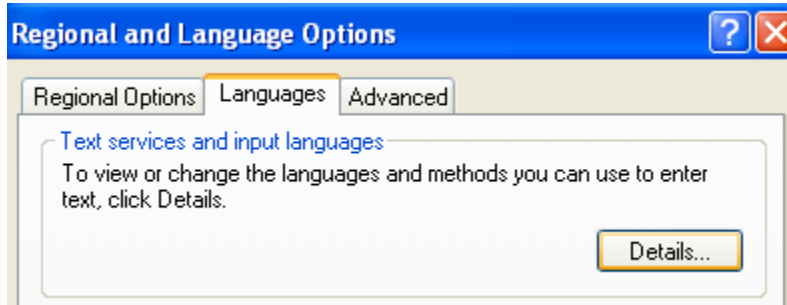 Regional and Language Options
Regional Options Languages Advanced
Text services and input languages
To view or change the languages and methods you can use to enter
text, click Details.
Details...